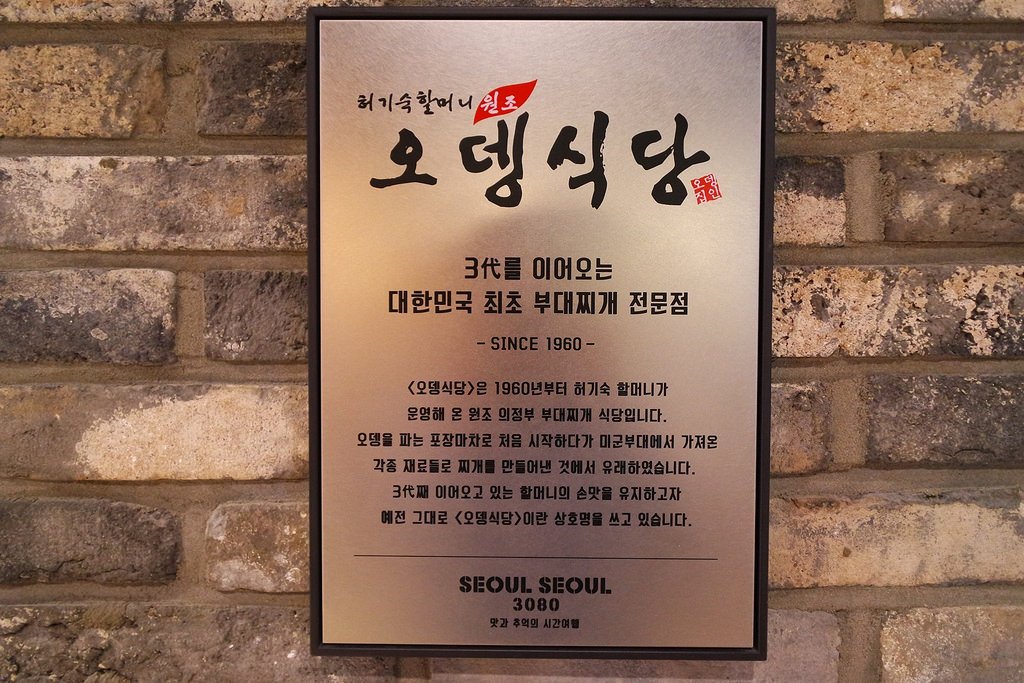 허기숙할머니 원조
오뎅식당
오뎅
집인
3代를 이어오는
대한민국 최초 부대찌개 전문점
- SINCE 1960 -
<오뎅식당>은 1960년부터 허기숙 할머니가
운영해 온 원조 의정부 부대찌개 식당입니다.
오뎅을 파는 포장마차로 처음 시작하다가 미군부대에서 가져온
각종 재료들로 찌개를 만들어낸 것에서 유래하였습니다.
3代째 이어오고 있는 할머니의 손맛을 유지하고자
예전 그대로 <오뎅식당>이란 상호명을 쓰고 있습니다.
SEOUL SEOUL
3080
맛과 추억의 시간여행